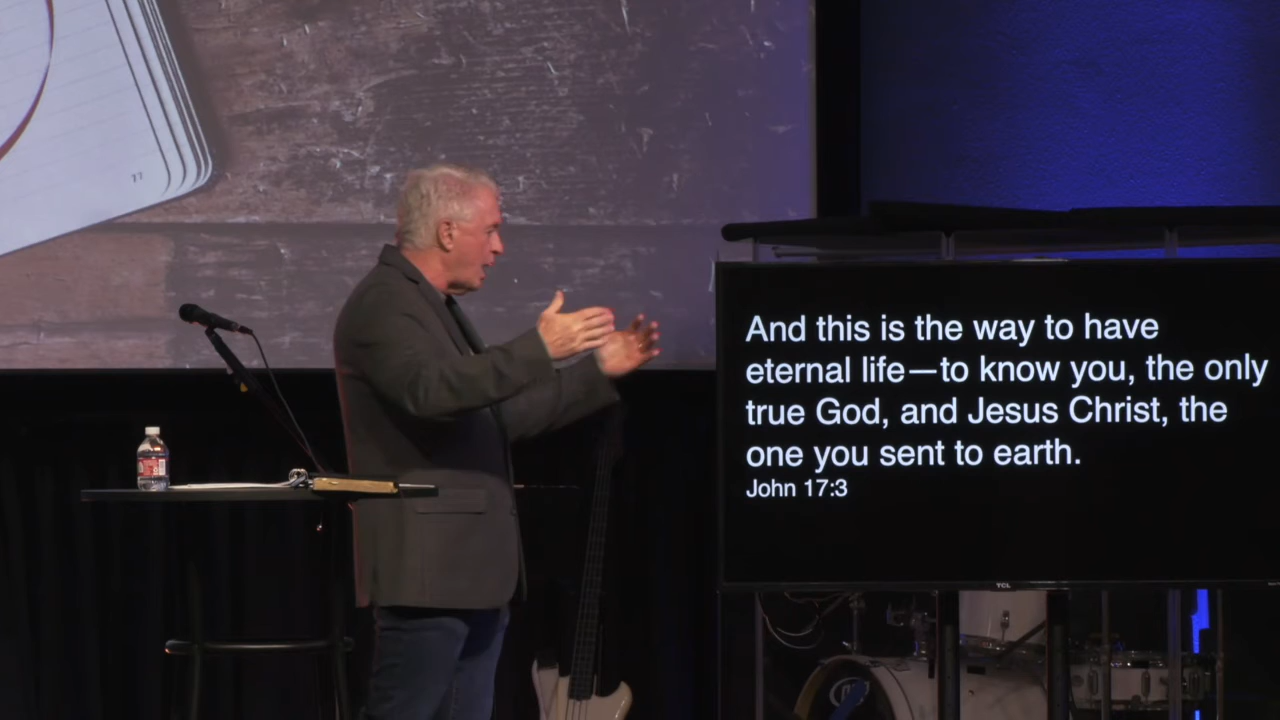 And this is the way to have
eternal life—to know you, the only
true God, and Jesus Christ, the
one you sent to earth.
John 17:3
TCL